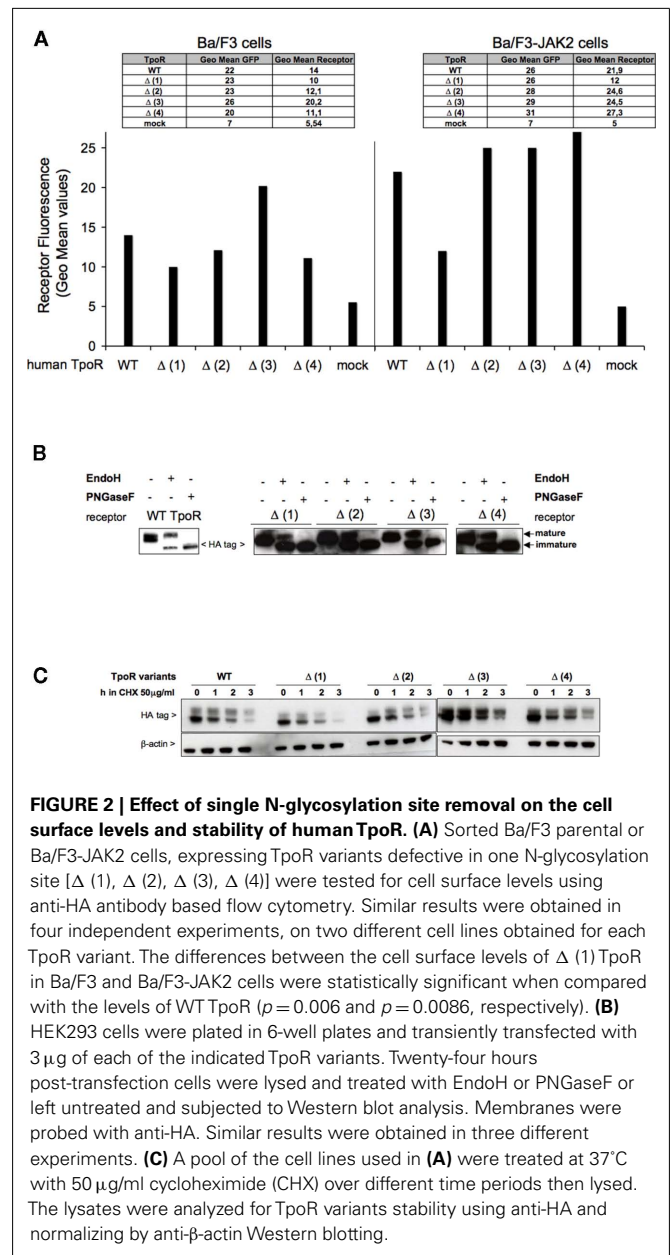 A
Ba/F3 cells
TpoR Geo Mean GFP Geo Mean Receptor
WT 22 14
Δ (1) 23 10
Δ (2) 23 12,1
Δ (3) 26 20,2
Δ (4) 20 11,1
mock 7 5,54
Ba/F3-JAK2 cells
TpoR Geo Mean GFP Geo Mean Receptor
WT 26 21,9
Δ (1) 26 12
Δ (2) 28 24,6
Δ (3) 29 24,5
Δ (4) 31 27,3
mock 7 5
Receptor Fluorescence
(Geo Mean values)
25
20
15
10
5
0
human TpoR WT Δ (1) Δ (2) Δ (3) Δ (4) mock WT Δ (1) Δ (2) Δ (3) Δ (4) mock
B
EndoH - + - - + - - + - - + - - + - EndoH
PNGaseF - - + - - + - - + - - + - - + PNGaseF
receptor WT TpoR Δ (1) Δ (2) Δ (3) Δ (4) receptor
< HA tag >
mature
immature
C
TpoR variants WT Δ (1) Δ (2) Δ (3) Δ (4)
h in CHX 50µg/ml 0 1 2 3 0 1 2 3 0 1 2 3 0 1 2 3 0 1 2 3
HA tag >
β-actin >
FIGURE 2 | Effect of single N-glycosylation site removal on the cell
surface levels and stability of human TpoR. (A) Sorted Ba/F3 parental or
Ba/F3-JAK2 cells, expressing TpoR variants defective in one N-glycosylation
site [Δ (1), Δ (2), Δ (3), Δ (4)] were tested for cell surface levels using
anti-HA antibody based flow cytometry. Similar results were obtained in
four independent experiments, on two different cell lines obtained for each
TpoR variant. The differences between the cell surface levels of Δ (1) TpoR
in Ba/F3 and Ba/F3-JAK2 cells were statistically significant when compared
with the levels of WT TpoR (p = 0.006 and p = 0.0086, respectively). (B)
HEK293 cells were plated in 6-well plates and transiently transfected with
3 µg of each of the indicated TpoR variants. Twenty-four hours
post-transfection cells were lysed and treated with EndoH or PNGaseF or
left untreated and subjected to Western blot analysis. Membranes were
probed with anti-HA. Similar results were obtained in three different
experiments. (C) A pool of the cell lines used in (A) were treated at 37°C
with 50 µg/ml cycloheximide (CHX) over different time periods then lysed.
The lysates were analyzed for TpoR variants stability using anti-HA and
normalizing by anti-β-actin Western blotting.